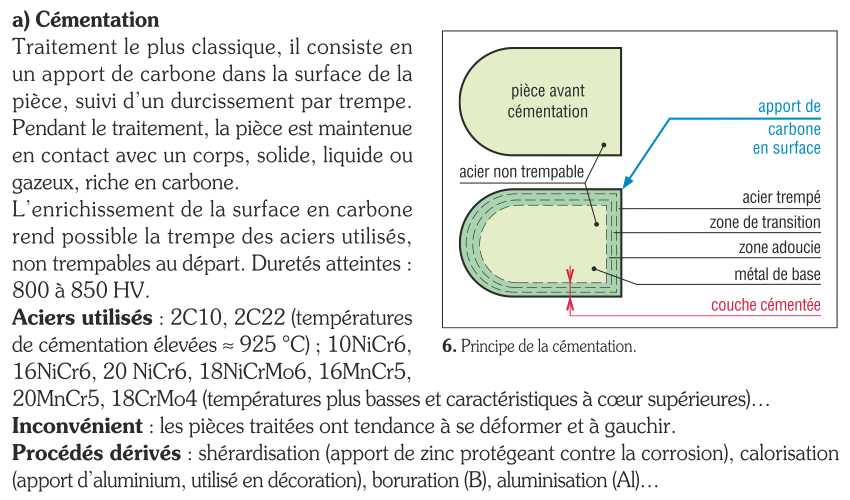 a) Cémentation
Traitement le plus classique, il consiste en
un apport de carbone dans la surface de la
pièce, suivi d'un durcissement par trempe.
Pendant le traitement, la pièce est maintenue
en contact avec un corps, solide, liquide ou
gazeux, riche en carbone.
L'enrichissement de la surface en carbone
rend possible la trempe des aciers utilisés,
non trempables au départ. Duretés atteintes :
800 à 850 HV.
Aciers utilisés : 2C10, 2C22 (températures
de cémentation élevées ≈ 925 °C) ; 10NiCr6,
16NiCr6, 20 NiCr6, 18NiCrMo6, 16MnCr5,
20MnCr5, 18CrMo4 (températures plus basses et caractéristiques à cœur supérieures)...
Inconvénient : les pièces traitées ont tendance à se déformer et à gauchir.
Procédés dérivés : shérardisation (apport de zinc protégeant contre la corrosion), calorisation
(apport d'aluminium, utilisé en décoration), boruration (B), aluminisation (Al)...
pièce avant
cémentation
acier non trempable
apport de
carbone
en surface
acier trempé
zone de transition
zone adoucie
métal de base
couche cémentée
6. Principe de la cémentation.